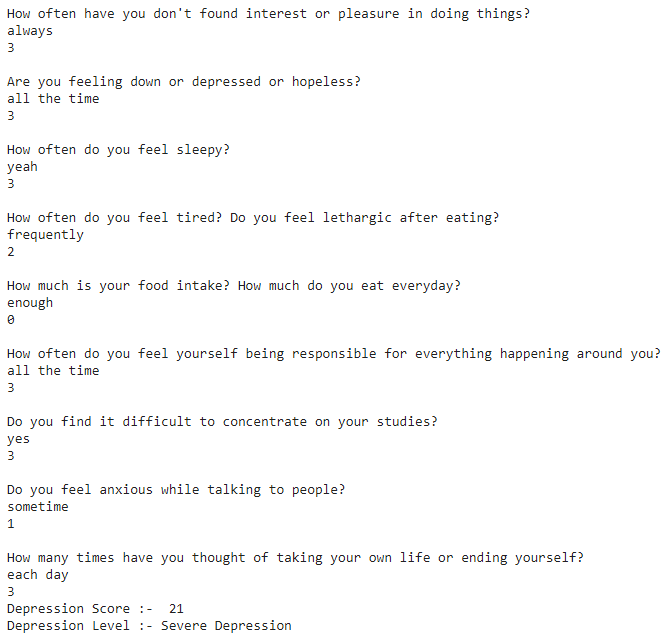 How often have you don't found interest or pleasure in doing things?
always
3
Are you feeling down or depressed or hopeless?
all the time
3
How often do you feel sleepy?
yeah
3
How often do you feel tired? Do you feel lethargic after eating?
frequently
2
How much is your food intake? How much do you eat everyday?
enough
0
How often do you feel yourself being responsible for everything happening around you?
all the time
3
Do you find it difficult to concentrate on your studies?
yes
3
Do you feel anxious while talking to people?
sometime
1
How many times have you thought of taking your own life or ending yourself?
each day
3
Depression Score :-  21
Depression Level :- Severe Depression